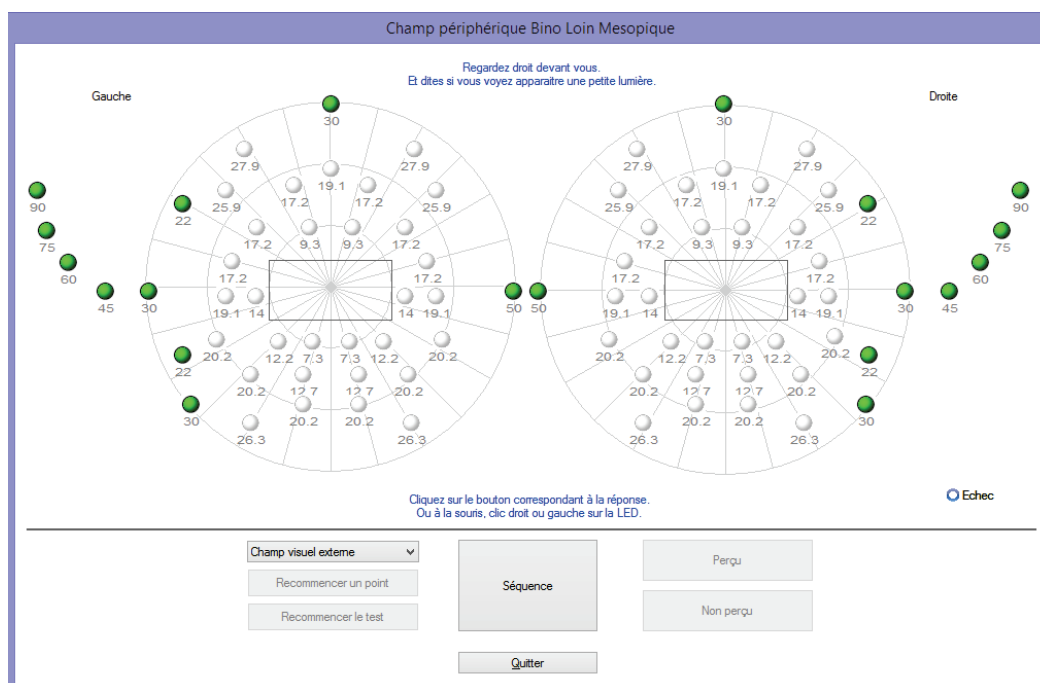 Champ périphérique Bino Loin Mesopique
Regardez droit devant vous.
Et dites si vous voyez apparaitre une petite lumière.
Gauche
Droite
30 30
27.9 27.9 27.9 27.9
19.1 19.1
17.2 17.2 17.2 17.2
90 25.9 25.9 25.9 25.9 90
22 22
75 17.2 9.3 9.3 17.2 17.2 9.3 9.3 17.2 75
60 17.2 17.2 17.2 17.2 60
45 30 19.1 14 14 19.1 50 50 19.1 14 14 19.1 30 45
20.2 12.2 7.3 7.3 12.2 20.2 20.2 12.2 7.3 7.3 12.2 20.2
22 22
20.2 12.7 12.7 20.2 20.2 12.7 12.7 20.2
30 20.2 20.2 20.2 20.2 30
26.3 26.3 26.3 26.3
Cliquez sur le bouton correspondant à la réponse.
Ou à la souris, clic droit ou gauche sur la LED.
Echec
Champ visuel externe
Recommencer un point
Recommencer le test
Séquence
Perçu
Non perçu
Quitter